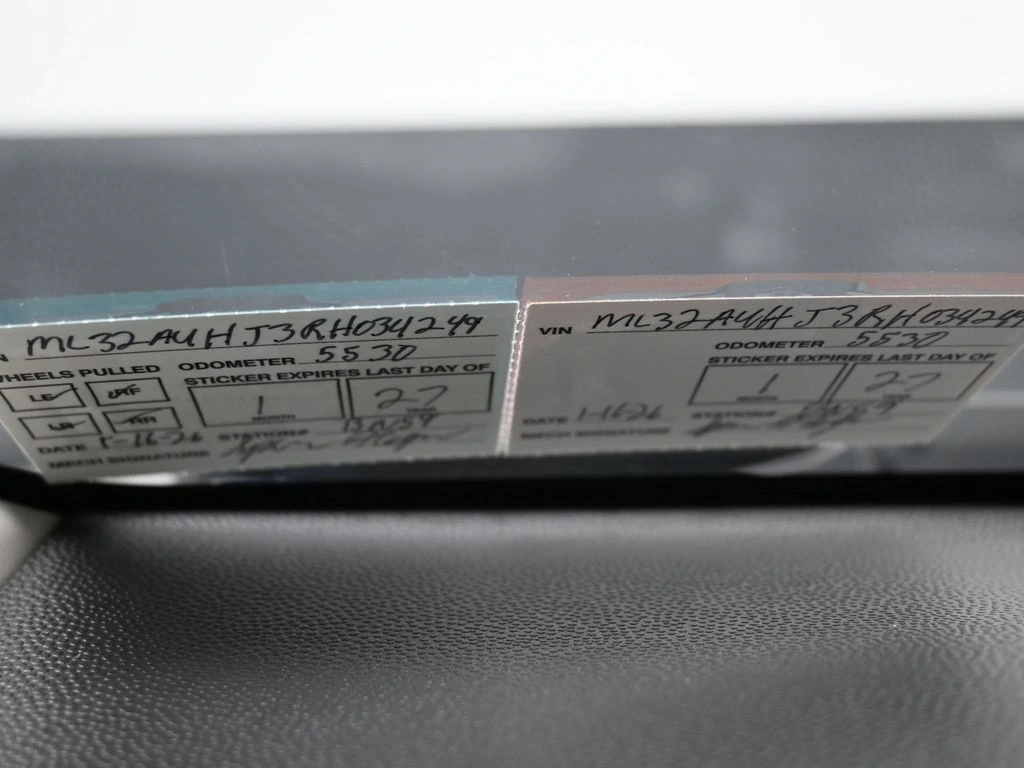 N ML32AUHJ3RH034249
WHEELS PULLED ODOMETER 5530
STICKER EXPIRES LAST DAY OF
LF RF 1 27
MONTH YEAR
LR RR
DATE 1-16-26 STATION#
MECH SIGNATURE
VIN ML32AUHJ3RH034249
ODOMETER 5530
STICKER EXPIRES LAST DAY OF
1 27
DATE 1-16-26 STATION#
MECH SIGNATURE